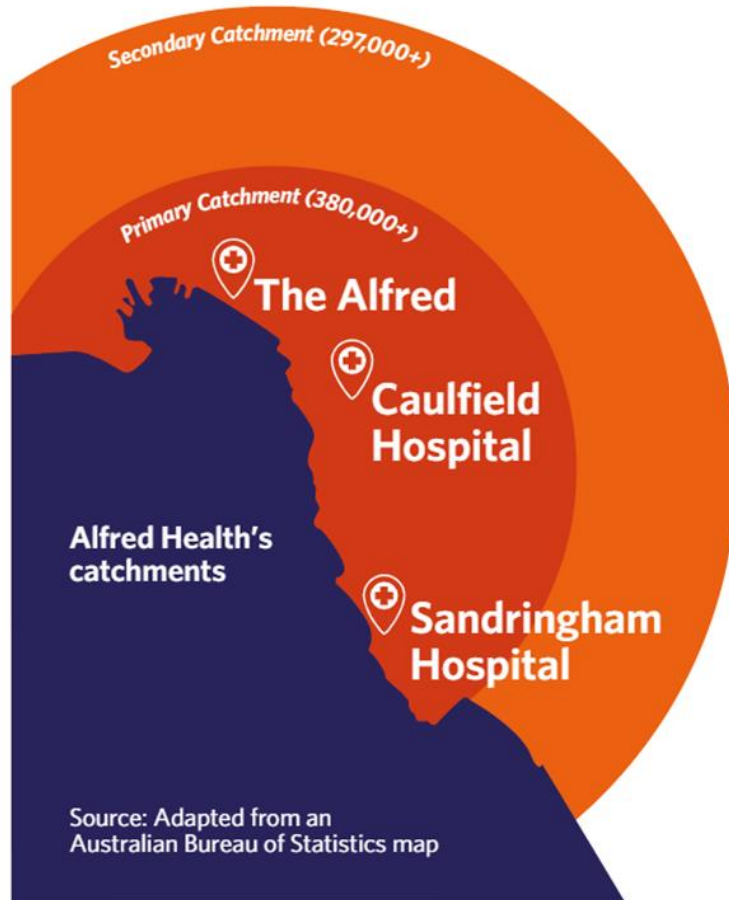 Secondary Catchment (297,000+)
Primary Catchment (380,000+)
The Alfred
Caulfield
Hospital
Alfred Health's
catchments
Sandringham
Hospital
Source: Adapted from an
Australian Bureau of Statistics map